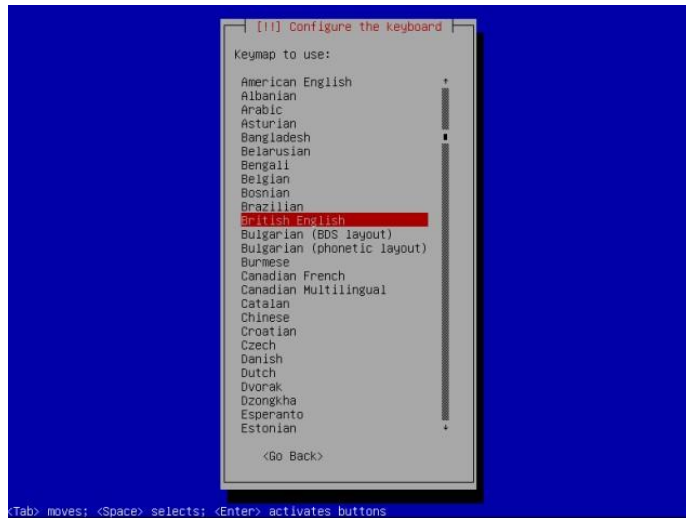 [!!] Configure the keyboard
Keymap to use:
American English
Albanian
Arabic
Asturian
Bangladesh
Belarusian
Bengali
Belgian
Bosnian
Brazilian
British English
Bulgarian (BDS layout)
Bulgarian (phonetic layout)
Burmese
Canadian French
Canadian Multilingual
Catalan
Chinese
Croatian
Czech
Danish
Dutch
Dvorak
Dzongkha
Esperanto
Estonian
<Go Back>
<Tab> moves; <Space> selects; <Enter> activates buttons